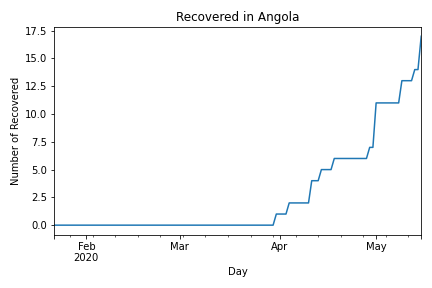 Recovered in Angola
17.5
15.0
12.5
10.0
7.5
5.0
2.5
0.0
Number of Recovered
Feb
2020
Mar
Apr
May
Day